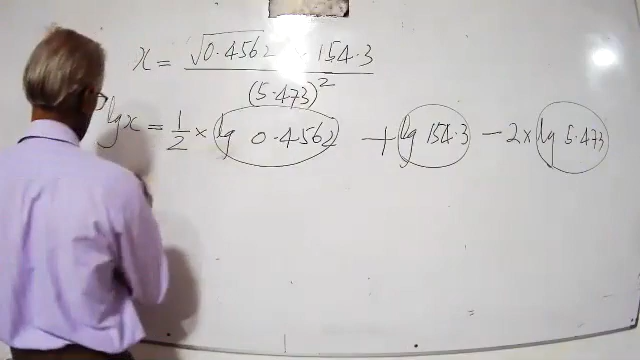 x = √0.4562 · 154.3 / (5.473)²
lg x = 1/2 × lg 0.4562 + lg 154.3 − 2 × lg 5.473
=